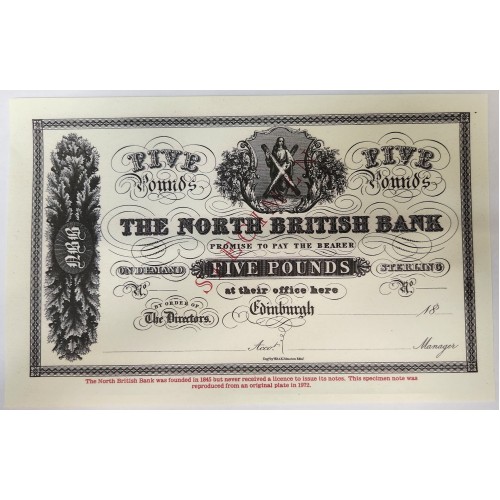 FIVE FIVE
Pounds Pounds
SPECIMEN
NBB
THE NORTH BRITISH BANK
PROMISE TO PAY THE BEARER
ON DEMAND FIVE POUNDS STERLING
No at their office here No
BY ORDER OF
The Directors. Edinburgh 18
Acct. Manager
The North British Bank was founded in 1845 but never received a licence to issue its notes. This specimen note was
reproduced from an original plate in 1972.